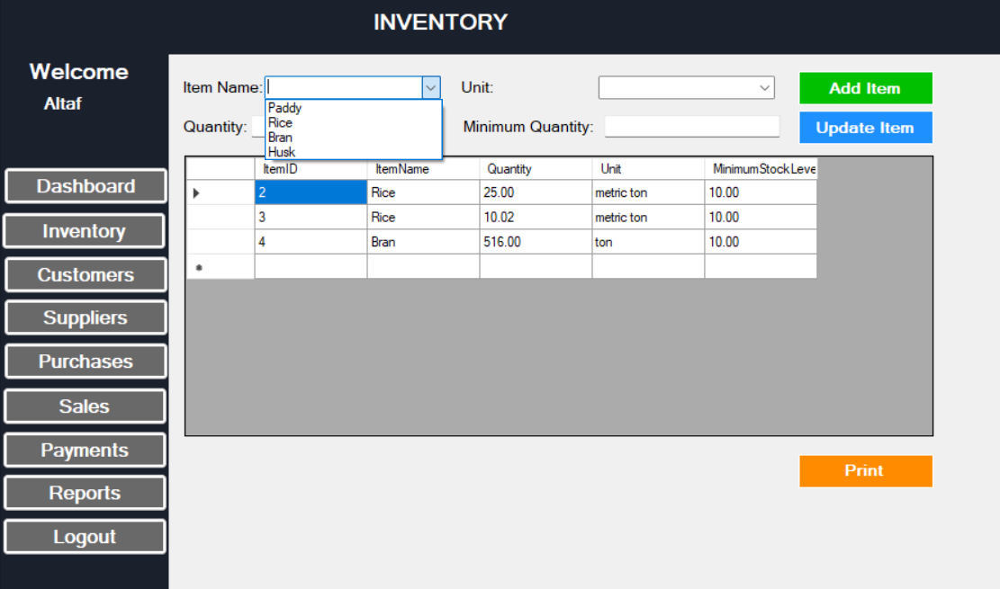 INVENTORY
Welcome
Altaf
Dashboard
Inventory
Customers
Suppliers
Purchases
Sales
Payments
Reports
Logout
Item Name: Unit: Add Item
Paddy
Rice
Bran
Husk
Quantity: Minimum Quantity: Update Item
ItemID ItemName Quantity Unit MinimumStockLeve
2 Rice 25.00 metric ton 10.00
3 Rice 10.02 metric ton 10.00
4 Bran 516.00 ton 10.00
Print